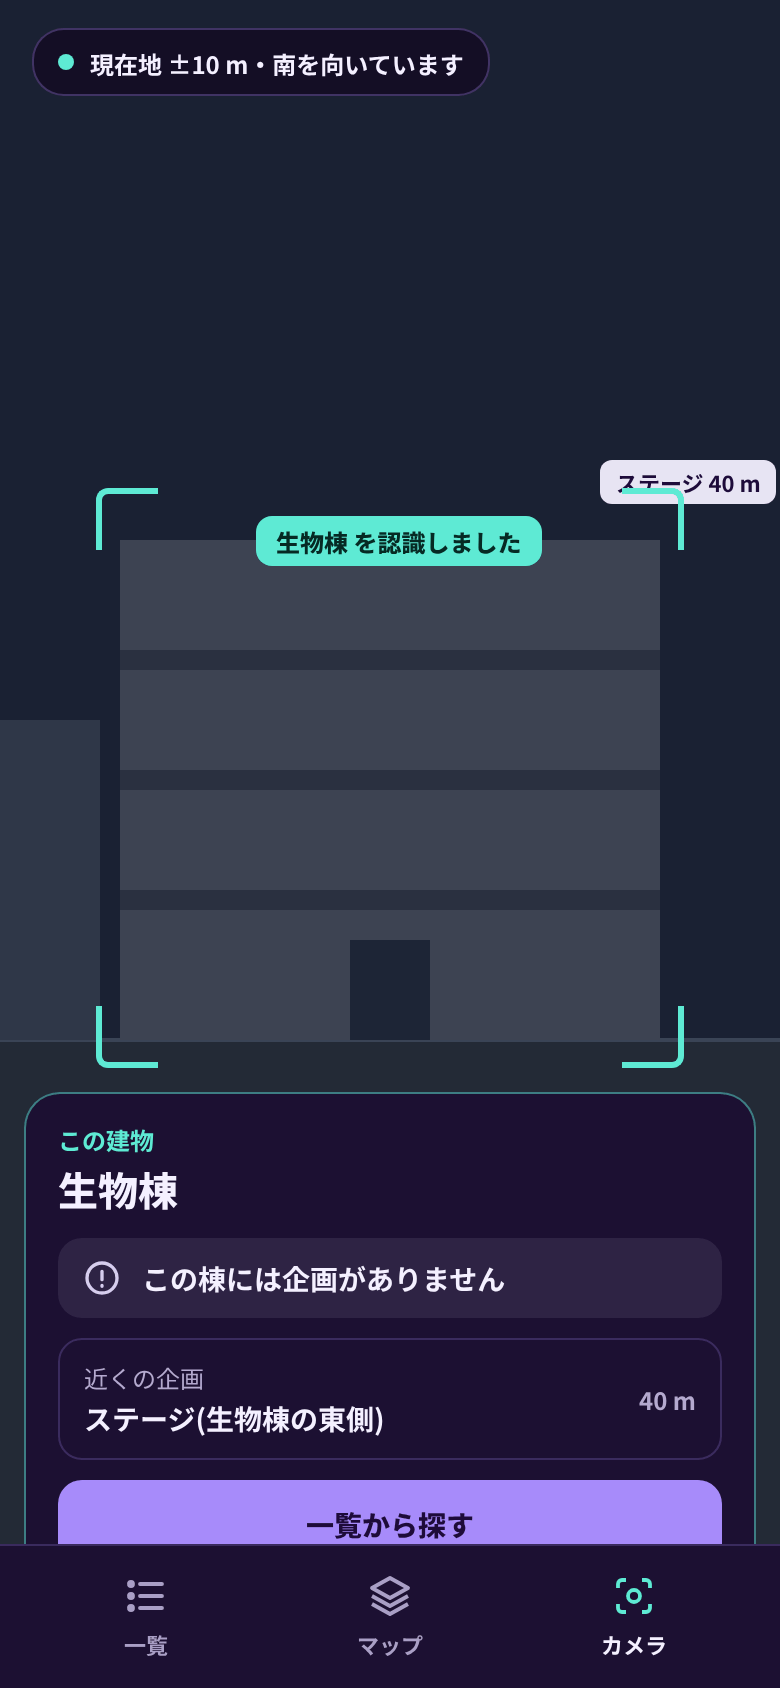 現在地 ±10 m・南を向いています
ステージ 40 m
生物棟 を認識しました
この建物
生物棟
この棟には企画がありません
近くの企画
ステージ(生物棟の東側)
40 m
一覧から探す
一覧
マップ
カメラ